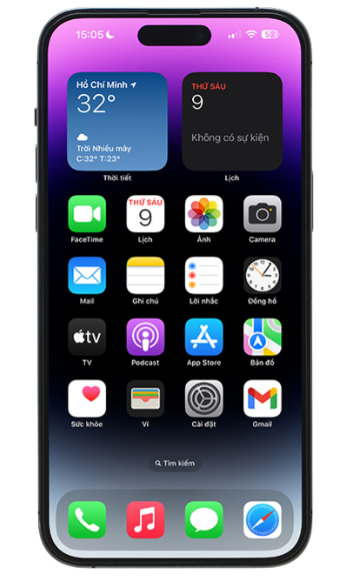 15:05
52
Hồ Chí Minh
32°
Trời Nhiều mây
C:32° T:23°
Thời tiết
THỨ SÁU
9
Không có sự kiện
Lịch
FaceTime
THỨ SÁU
9
Lịch
Ảnh
Camera
Mail
Ghi chú
Lời nhắc
Đồng hồ
tv
TV
Podcast
App Store
Bản đồ
Sức khỏe
Ví
Cài đặt
Gmail
Tìm kiếm